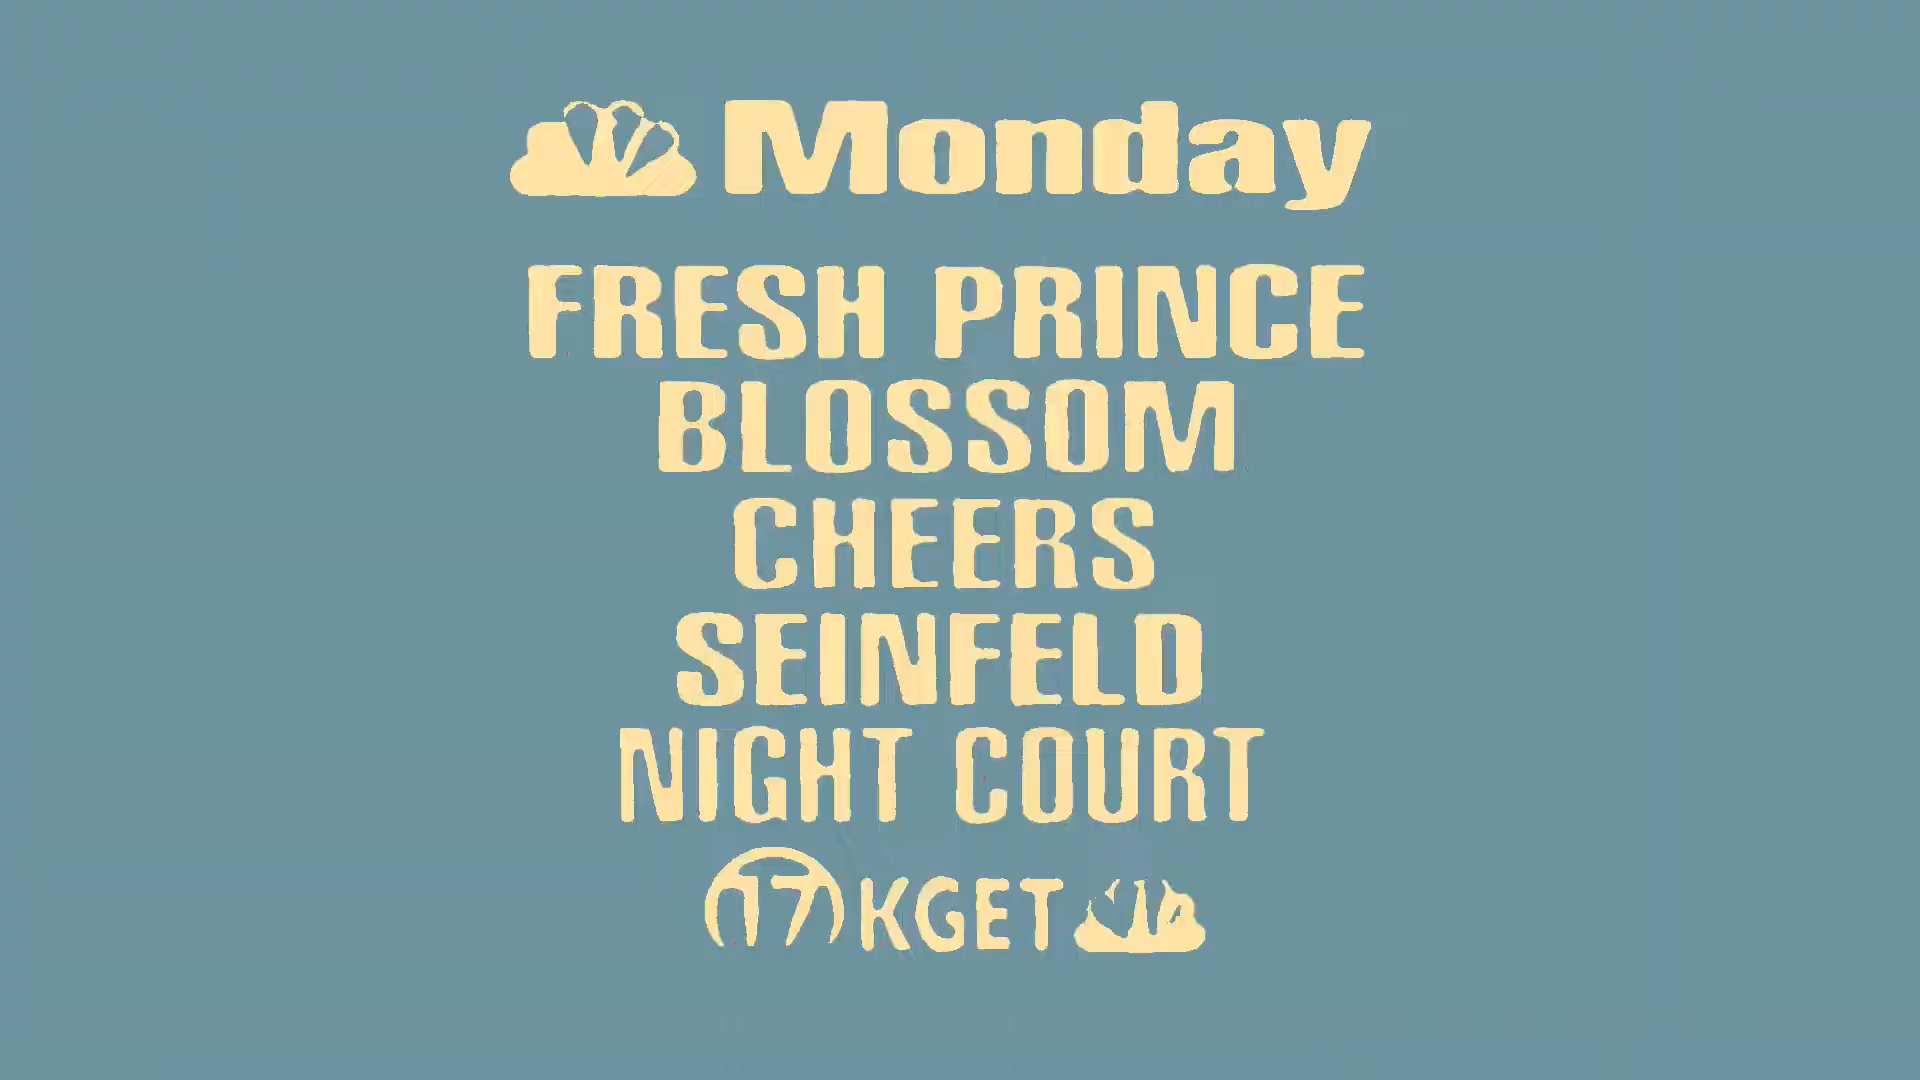 Monday
FRESH PRINCE
BLOSSOM
CHEERS
SEINFELD
NIGHT COURT
17 KGET